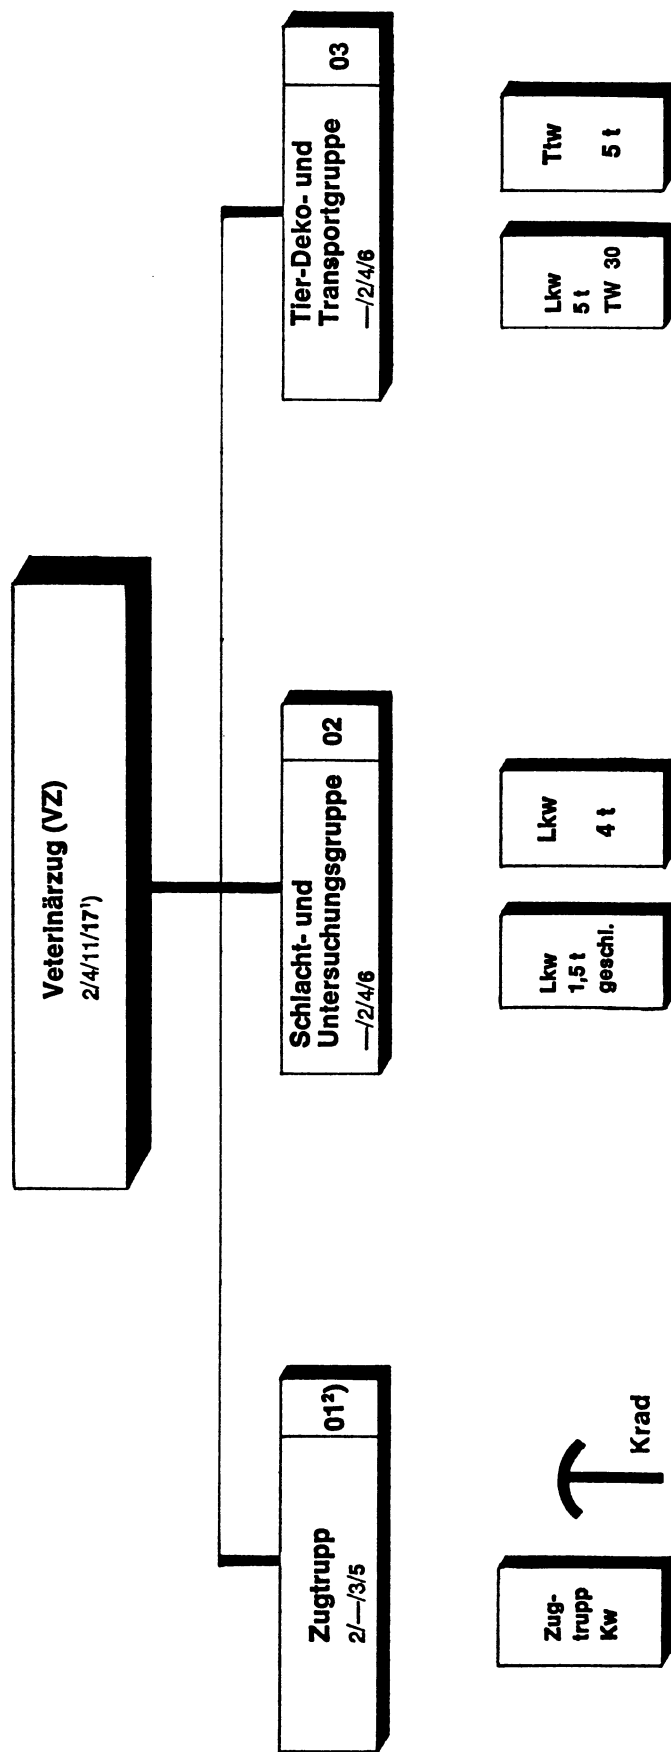 Veterinärzug (VZ)
2/4/11/17¹)
Zugtrupp
2/—/3/5
01²)
Schlacht- und
Untersuchungsgruppe
—/2/4/6
02
Tier-Deko- und
Transportgruppe
—/2/4/6
03
Zug-
trupp
Kw
Krad
Lkw
1,5 t
geschl.
Lkw
4 t
Lkw
5 t
TW 30
Ttw
5 t